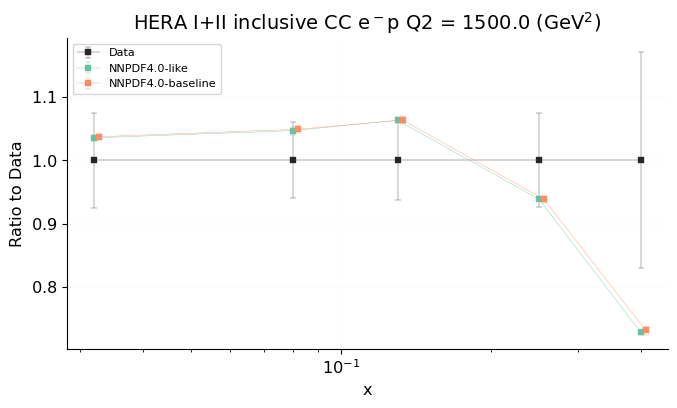 HERA I+II inclusive CC e⁻p Q2 = 1500.0 (GeV²)
Data
NNPDF4.0-like
NNPDF4.0-baseline
Ratio to Data
1.1
1.0
0.9
0.8
10⁻¹
x